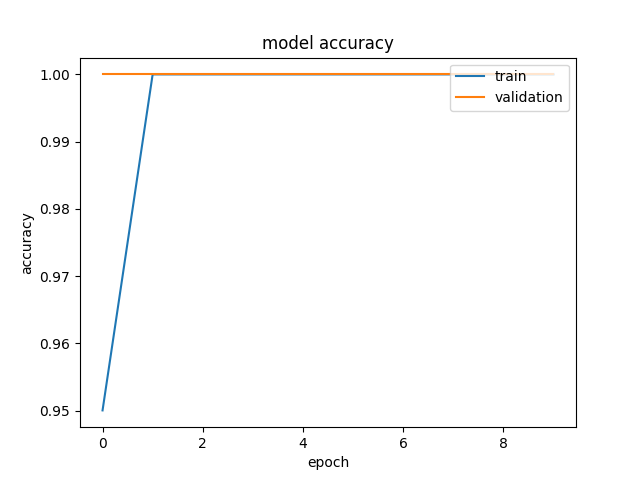 model accuracy
1.00
0.99
0.98
0.97
0.96
0.95
accuracy
train
validation
0 2 4 6 8
epoch